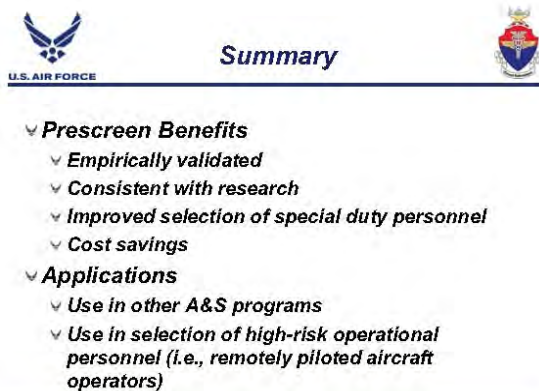 Summary
U.S. AIR FORCE
Prescreen Benefits
Empirically validated
Consistent with research
Improved selection of special duty personnel
Cost savings
Applications
Use in other A&S programs
Use in selection of high-risk operational
personnel (i.e., remotely piloted aircraft
operators)